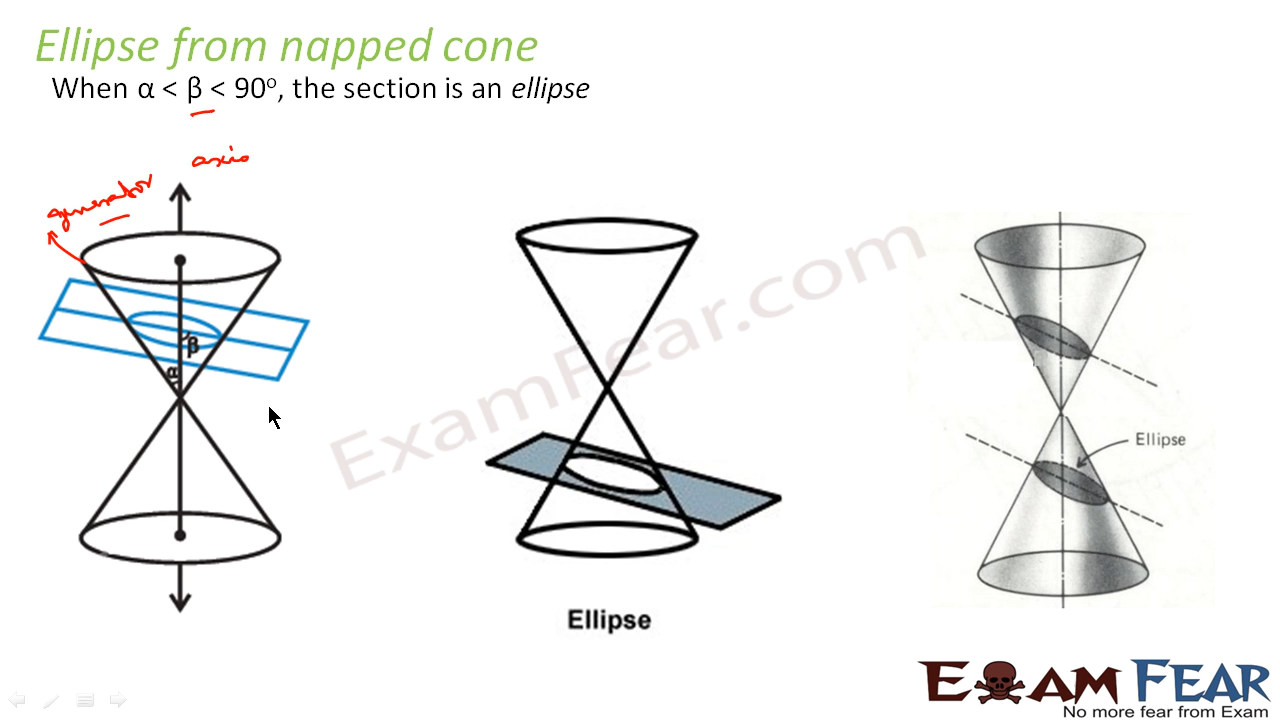 Ellipse from napped cone
When α < β < 90º, the section is an ellipse
axis
generator
β
α
ExamFear.com
Ellipse
Ellipse
EXAM FEAR
No more fear from Exam